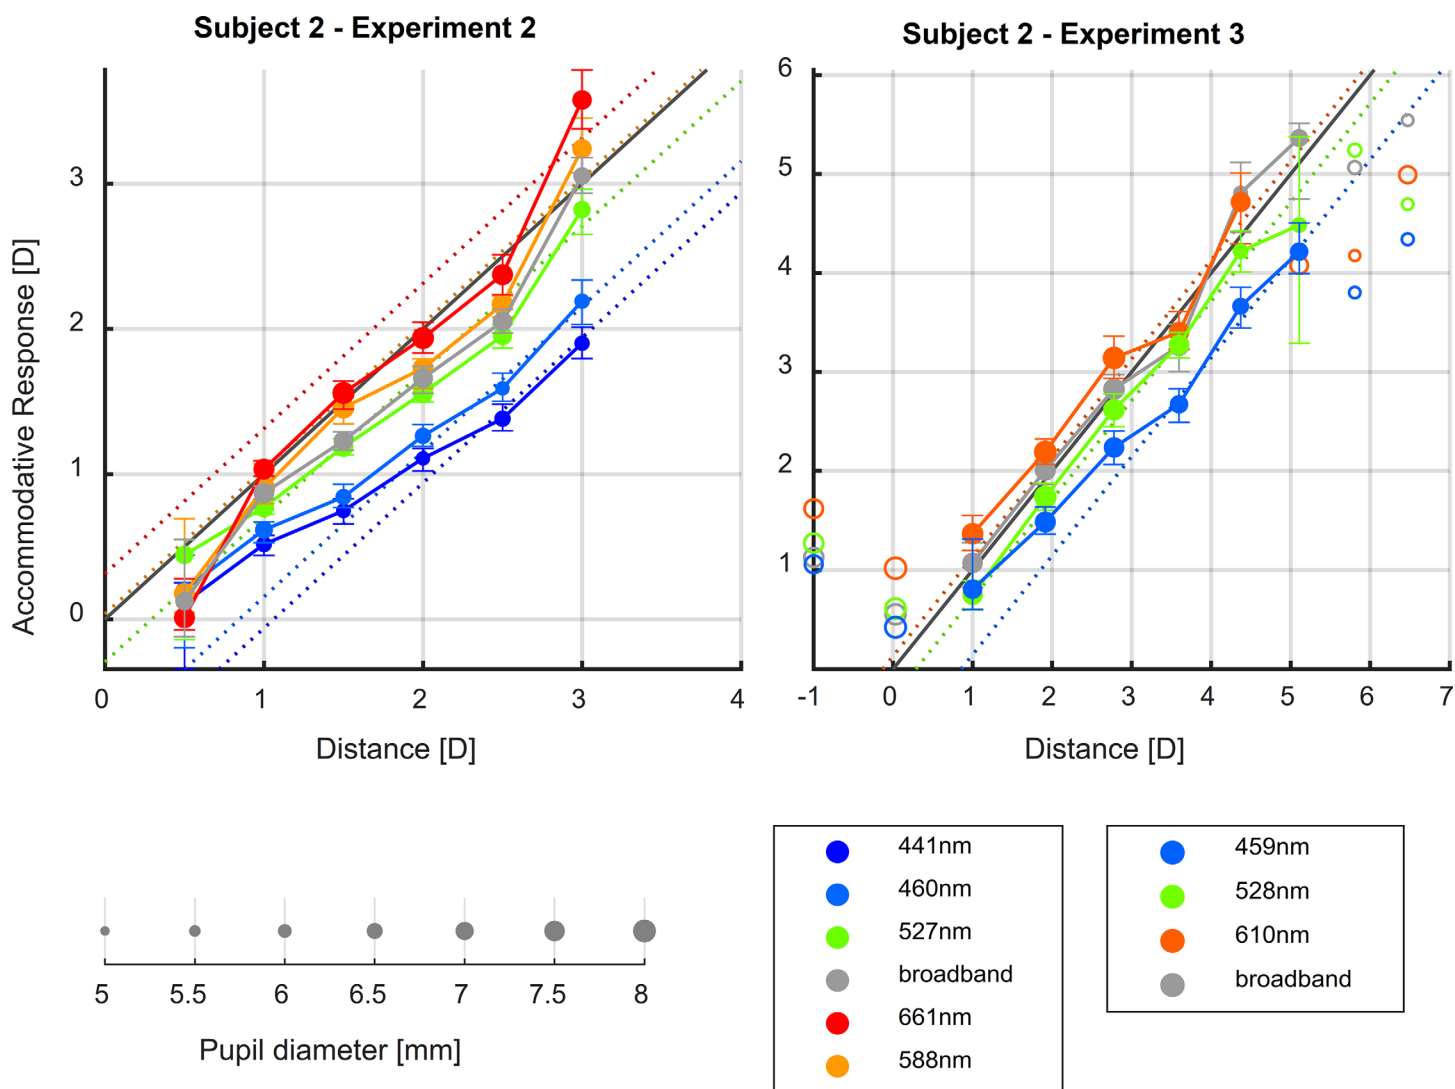 Subject 2 - Experiment 2
Accommodative Response [D]
3
2
1
0
0 1 2 3 4
Distance [D]
Subject 2 - Experiment 3
6
5
4
3
2
1
-1 0 1 2 3 4 5 6 7
Distance [D]
5 5.5 6 6.5 7 7.5 8
Pupil diameter [mm]
441nm
460nm
527nm
broadband
661nm
588nm
459nm
528nm
610nm
broadband